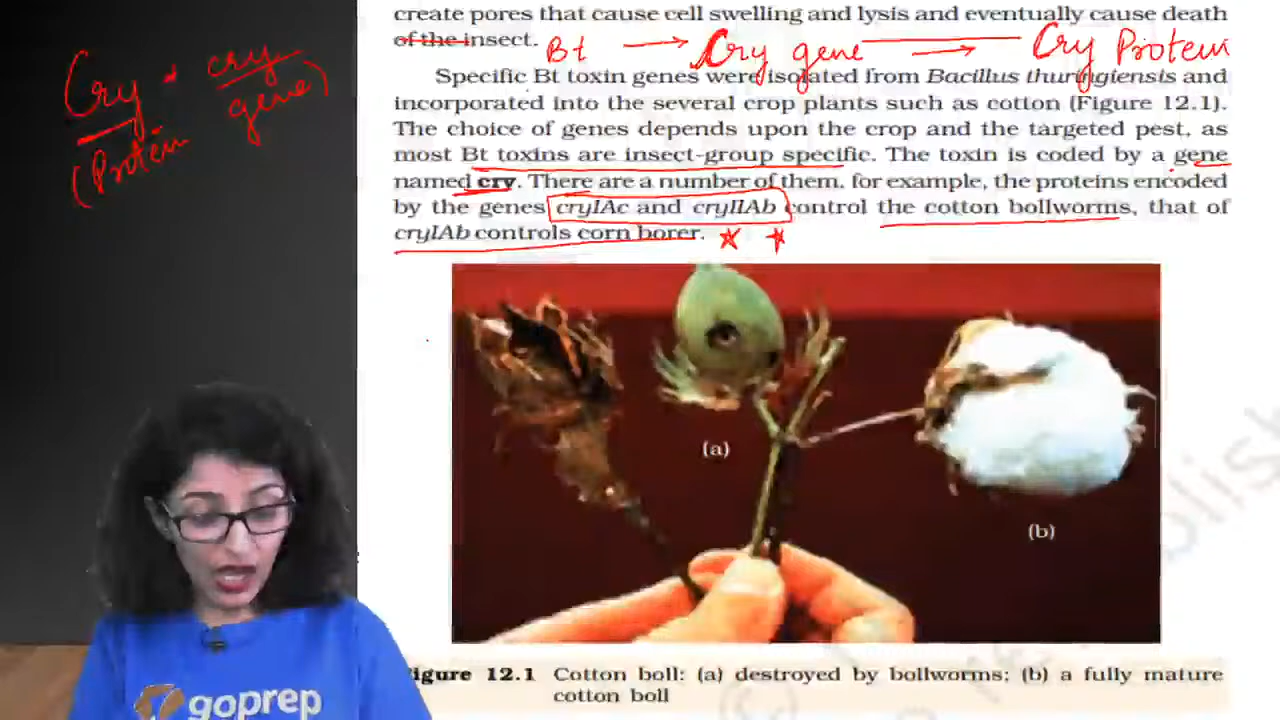 create pores that cause cell swelling and lysis and eventually cause death
of the insect.
Bt → Cry gene → Cry Protein
Specific Bt toxin genes were isolated from Bacillus thuringiensis and
incorporated into the several crop plants such as cotton (Figure 12.1).
The choice of genes depends upon the crop and the targeted pest, as
most Bt toxins are insect-group specific. The toxin is coded by a gene
named cry. There are a number of them, for example, the proteins encoded
by the genes cryIAc and cryIIAb control the cotton bollworms, that of
cryIAb controls corn borer.
Cry
cry
(Protein
gene)
(a)
(b)
igure 12.1 Cotton boll: (a) destroyed by bollworms; (b) a fully mature
cotton boll
goprep